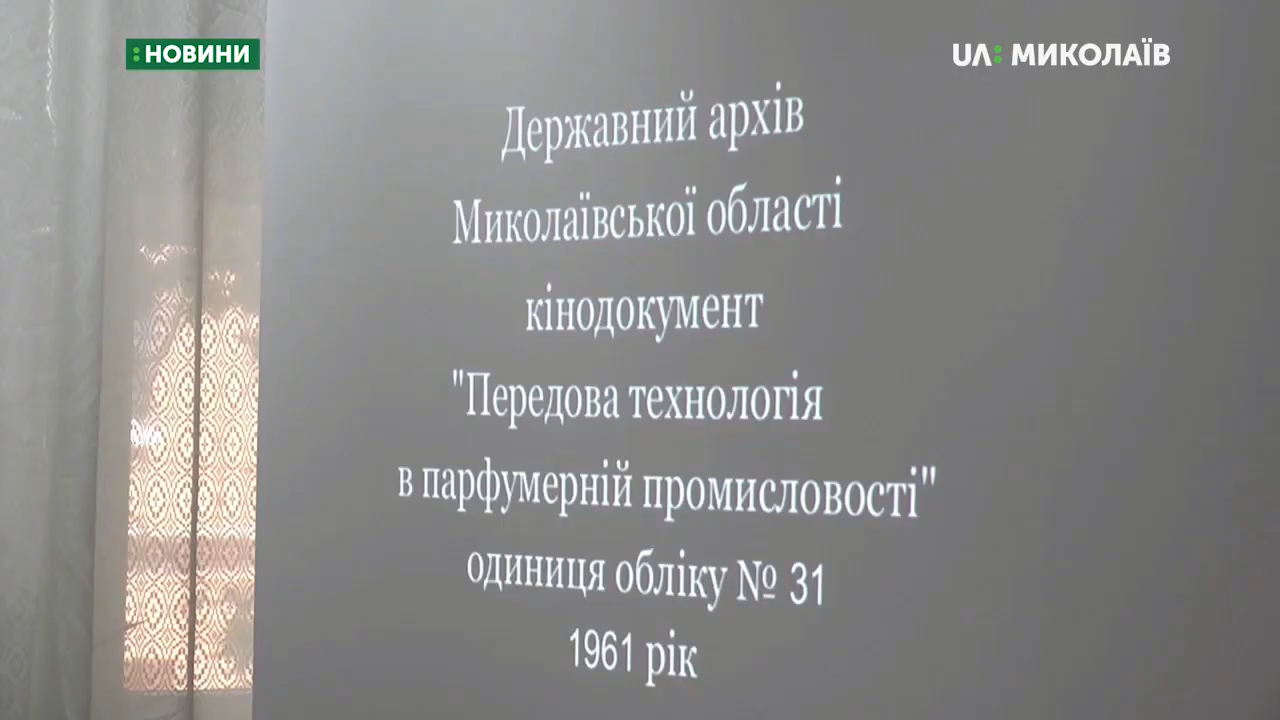 :НОВИНИ
UA: МИКОЛАЇВ
Державний архів
Миколаївської області
кінодокумент
"Передова технологія
в парфумерній промисловості"
одиниця обліку № 31
1961 рік